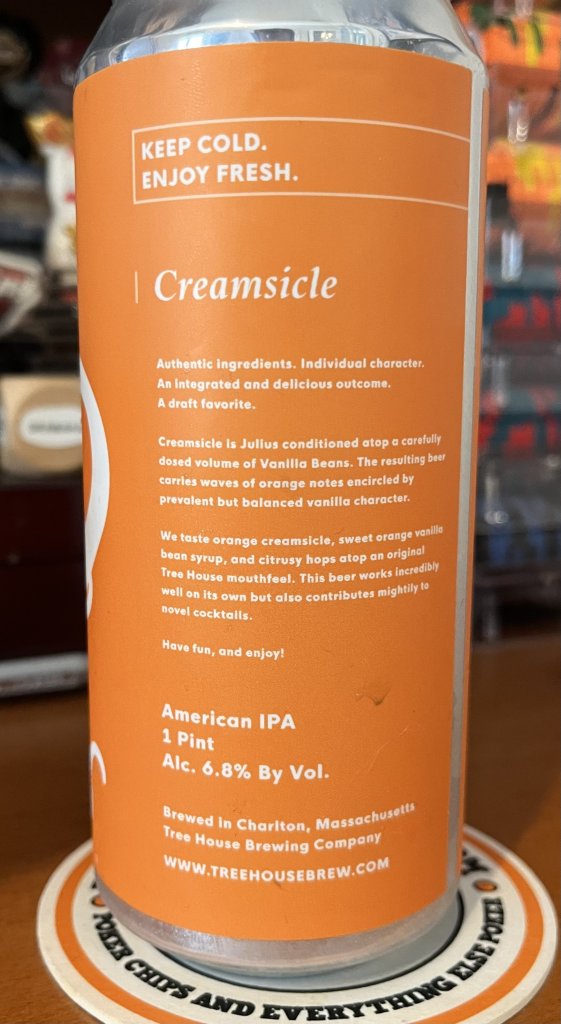 KEEP COLD.
ENJOY FRESH.
Creamsicle
Authentic ingredients. Individual character.
An integrated and delicious outcome.
A draft favorite.
Creamsicle is Julius conditioned atop a carefully
dosed volume of Vanilla Beans. The resulting beer
carries waves of orange notes encircled by
prevalent but balanced vanilla character.
We taste orange creamsicle, sweet orange vanilla
bean syrup, and citrusy hops atop an original
Tree House mouthfeel. This beer works incredibly
well on its own but also contributes mightily to
novel cocktails.
Have fun, and enjoy!
American IPA
1 Pint
Alc. 6.8% By Vol.
Brewed in Charlton, Massachusetts
Tree House Brewing Company
WWW.TREEHOUSEBREW.COM
POKER CHIPS AND EVERYTHING ELSE POKER